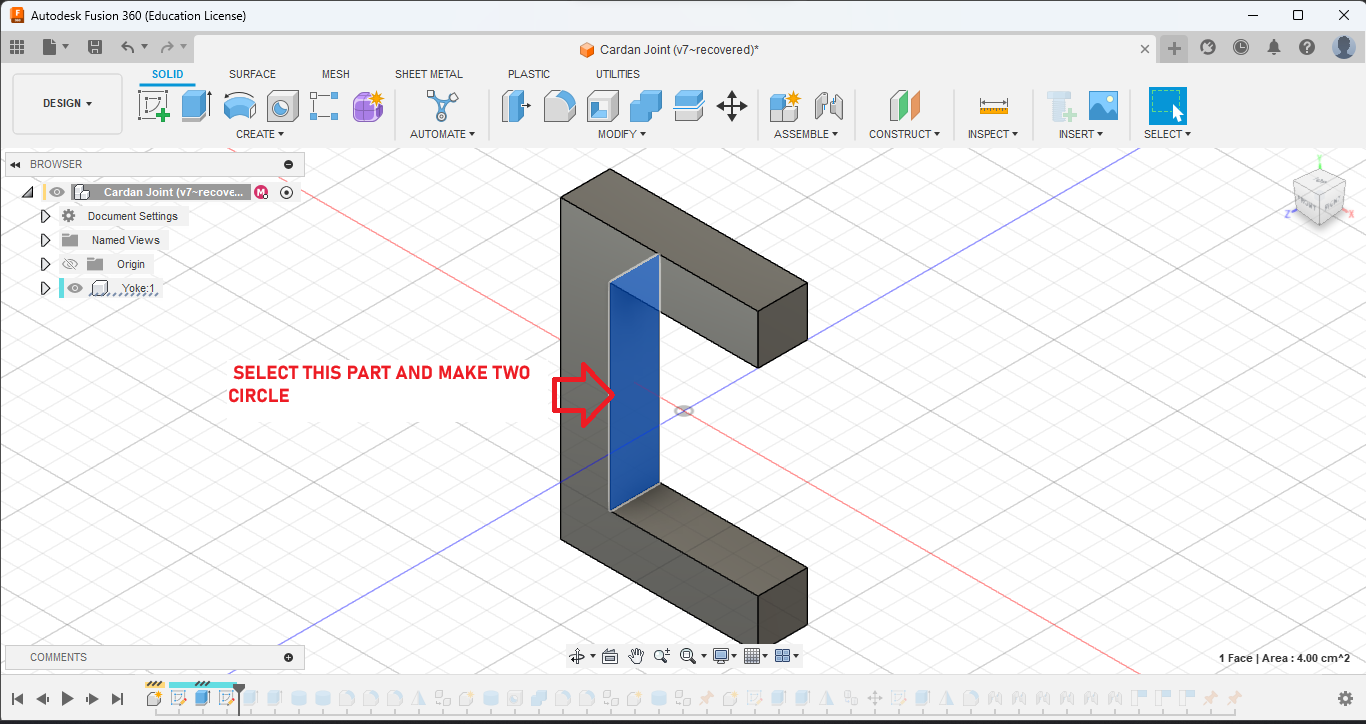 Autodesk Fusion 360 (Education License)
Cardan Joint (v7~recovered)*
SOLID SURFACE MESH SHEET METAL PLASTIC UTILITIES
DESIGN
CREATE AUTOMATE MODIFY ASSEMBLE CONSTRUCT INSPECT INSERT SELECT
BROWSER
Cardan Joint (v7~recove...
M
Document Settings
Named Views
Origin
Yoke:1
Y
FRONT RIGHT
Z X
SELECT THIS PART AND MAKE TWO
CIRCLE
COMMENTS
1 Face | Area : 4.00 cm^2